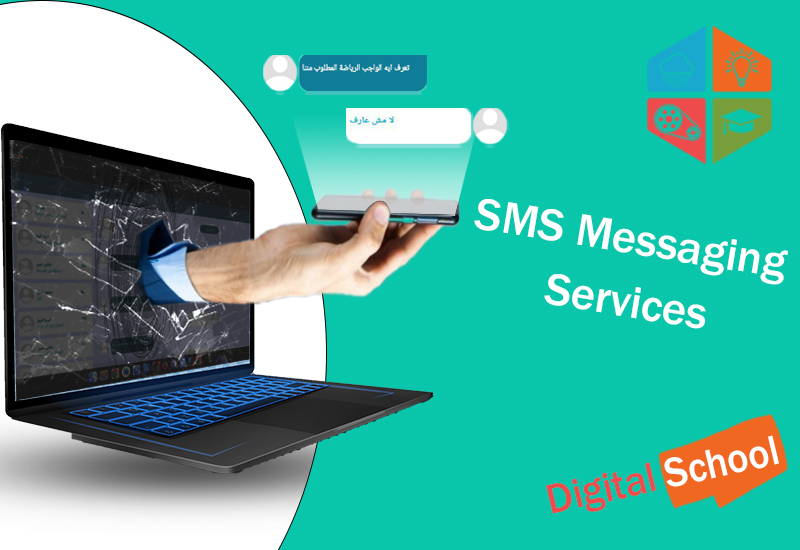 تعرف ايه الواجب الرياضة المطلوب مننا
لا مش عارف
SMS Messaging
Services
Digital School